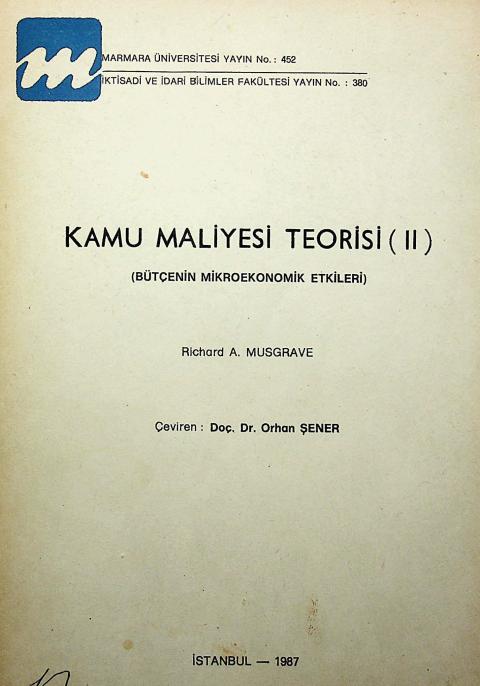 MARMARA ÜNİVERSİTESİ YAYIN No. : 452
İKTİSADİ VE İDARİ BİLİMLER FAKÜLTESİ YAYIN No. : 380
KAMU MALİYESİ TEORİSİ ( II )
(BÜTÇENİN MİKROEKONOMİK ETKİLERİ)
Richard A. MUSGRAVE
Çeviren : Doç. Dr. Orhan ŞENER
İSTANBUL — 1987